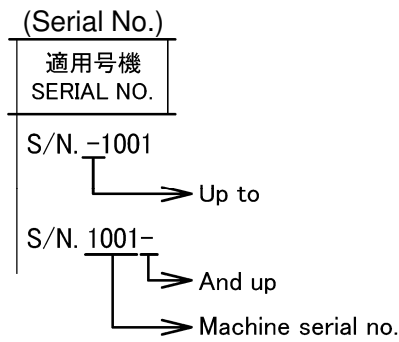 (Serial No.)
適用号機
SERIAL NO.
S/N. -1001
Up to
S/N. 1001-
And up
Machine serial no.